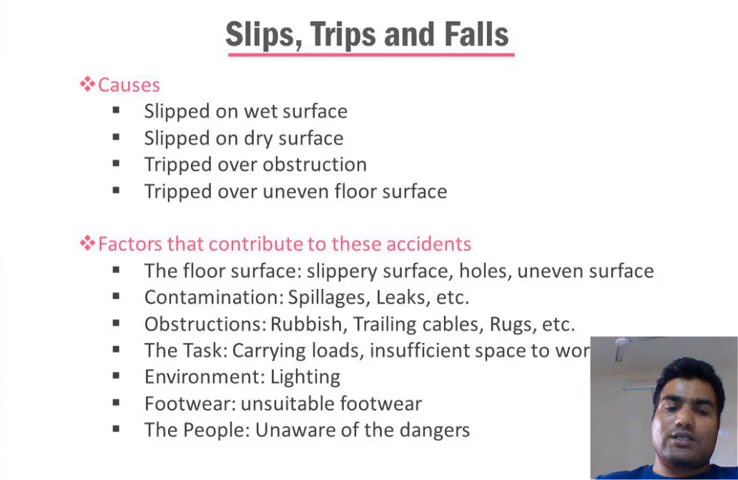 Slips, Trips and Falls
❖Causes
▪ Slipped on wet surface
▪ Slipped on dry surface
▪ Tripped over obstruction
▪ Tripped over uneven floor surface
❖Factors that contribute to these accidents
▪ The floor surface: slippery surface, holes, uneven surface
▪ Contamination: Spillages, Leaks, etc.
▪ Obstructions: Rubbish, Trailing cables, Rugs, etc.
▪ The Task: Carrying loads, insufficient space to wor
▪ Environment: Lighting
▪ Footwear: unsuitable footwear
▪ The People: Unaware of the dangers